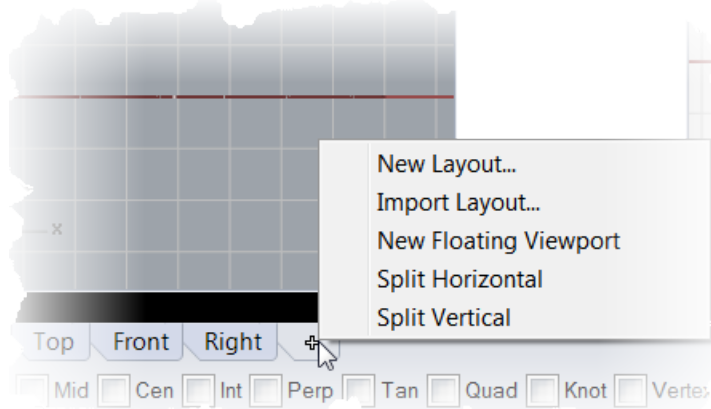 New Layout...
Import Layout...
New Floating Viewport
Split Horizontal
Split Vertical
x
Top Front Right
Mid Cen Int Perp Tan Quad Knot Vertex